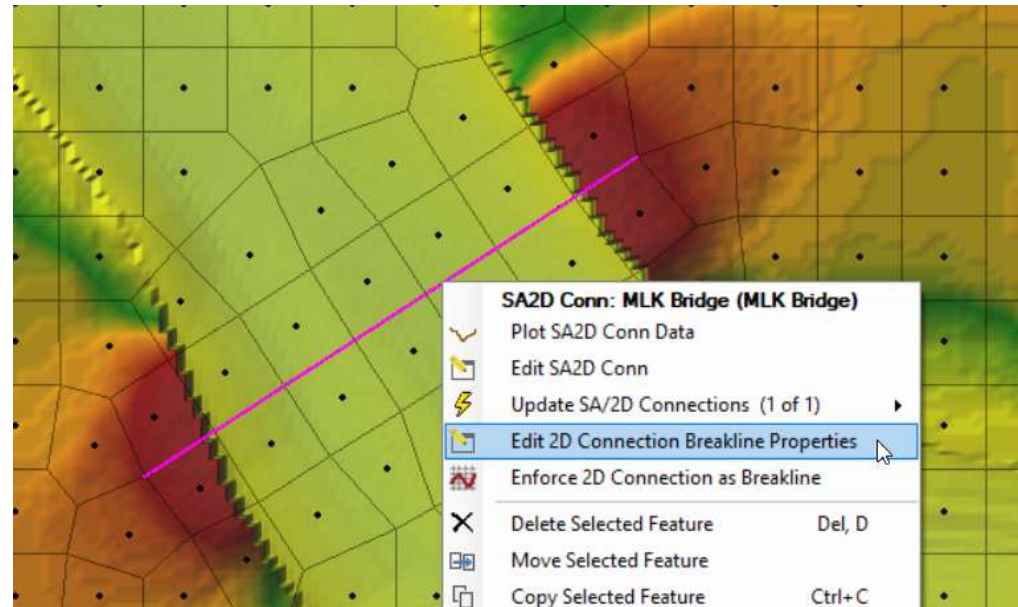 SA2D Conn: MLK Bridge (MLK Bridge)
Plot SA2D Conn Data
Edit SA2D Conn
Update SA/2D Connections (1 of 1)
Edit 2D Connection Breakline Properties
Enforce 2D Connection as Breakline
Delete Selected Feature Del, D
Move Selected Feature
Copy Selected Feature Ctrl+C